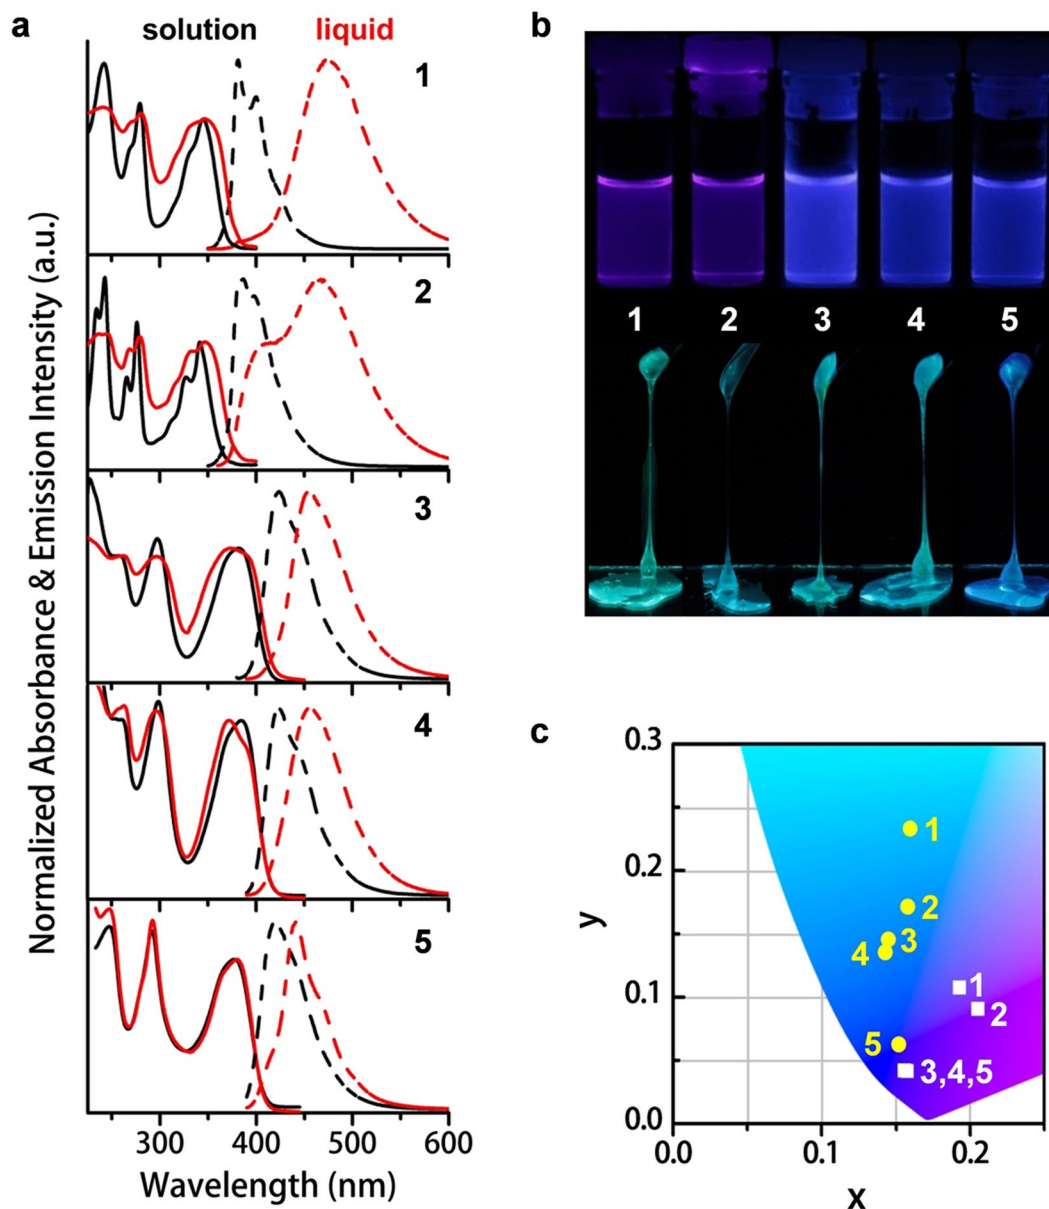 a
solution liquid
1
2
3
4
5
Normalized Absorbance & Emission Intensity (a.u.)
300 400 500 600
Wavelength (nm)
b
1 2 3 4 5
c
0.3
0.2
0.1
0.0
y
1
2
3
4
5
1
2
3,4,5
0.0 0.1 0.2
x